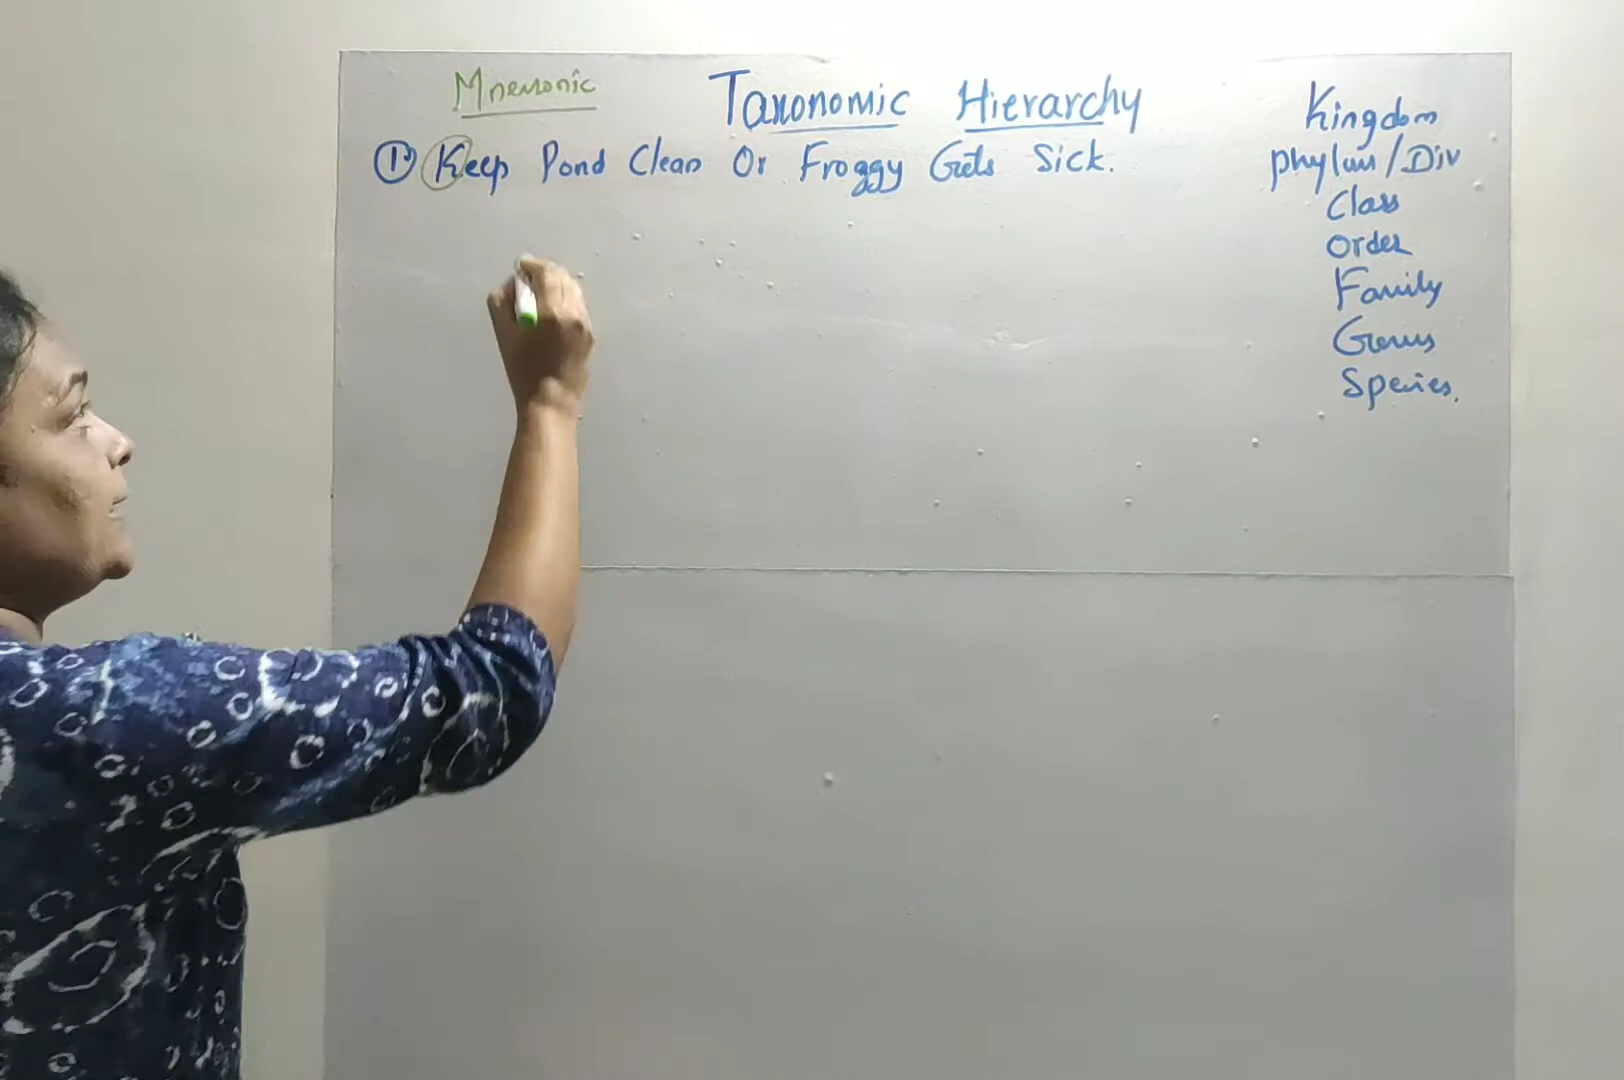 Mnemonic
Taxonomic Hierarchy
① Keep Pond Clean Or Froggy Gets Sick.
Kingdom
phylum/Div
Class
Order
Family
Genus
Species.